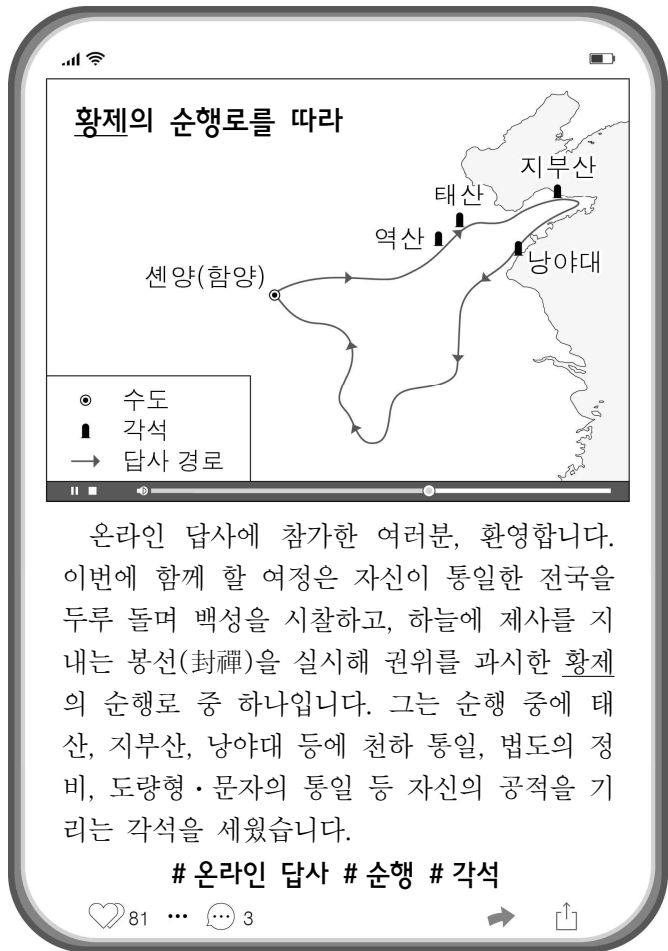 황제의 순행로를 따라
지부산
태산
역산
낭야대
셴양(함양)
수도
각석
답사 경로
온라인 답사에 참가한 여러분, 환영합니다.
이번에 함께 할 여정은 자신이 통일한 전국을
두루 돌며 백성을 시찰하고, 하늘에 제사를 지
내는 봉선(封禪)을 실시해 권위를 과시한 황제
의 순행로 중 하나입니다. 그는 순행 중에 태
산, 지부산, 낭야대 등에 천하 통일, 법도의 정
비, 도량형·문자의 통일 등 자신의 공적을 기
리는 각석을 세웠습니다.
# 온라인 답사 # 순행 # 각석
81 ••• 3